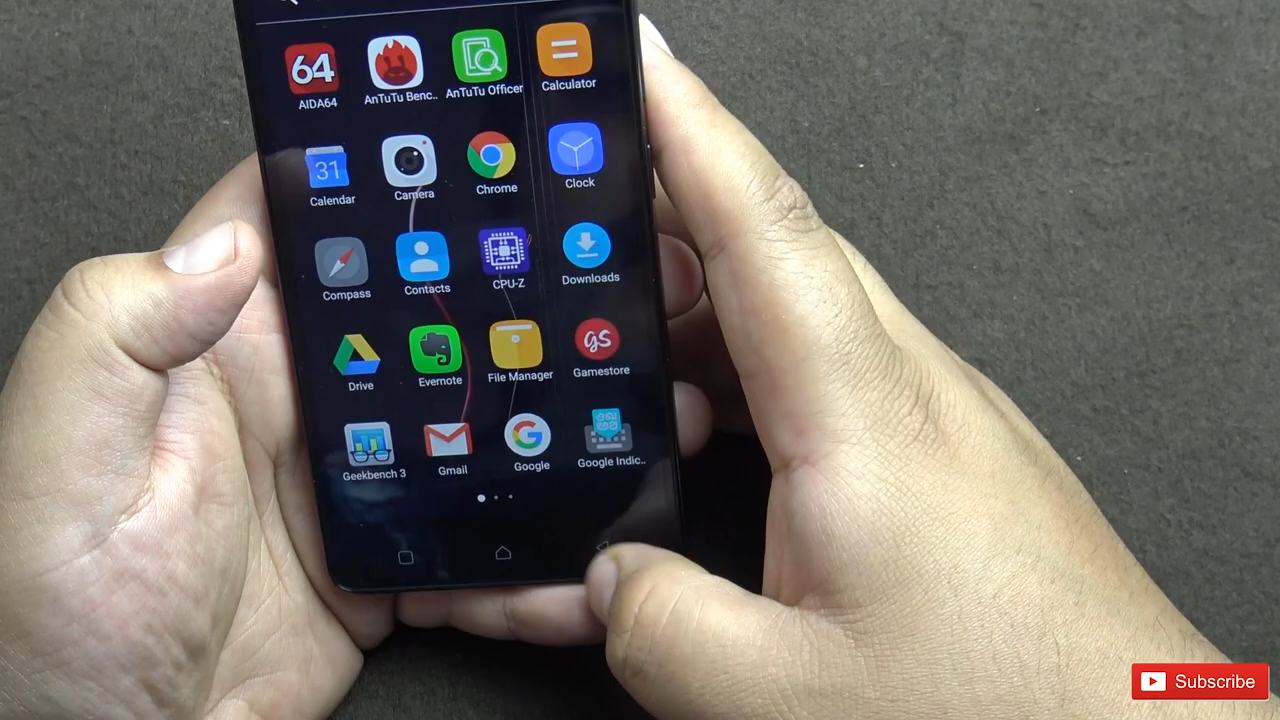 64
AIDA64
AnTuTu Benc..
AnTuTu Officer
Calculator
31
Calendar
Camera
Chrome
Clock
Compass
Contacts
CPU-Z
Downloads
Drive
Evernote
File Manager
gs
Gamestore
Geekbench 3
Gmail
G
Google
Google Indic..
Subscribe